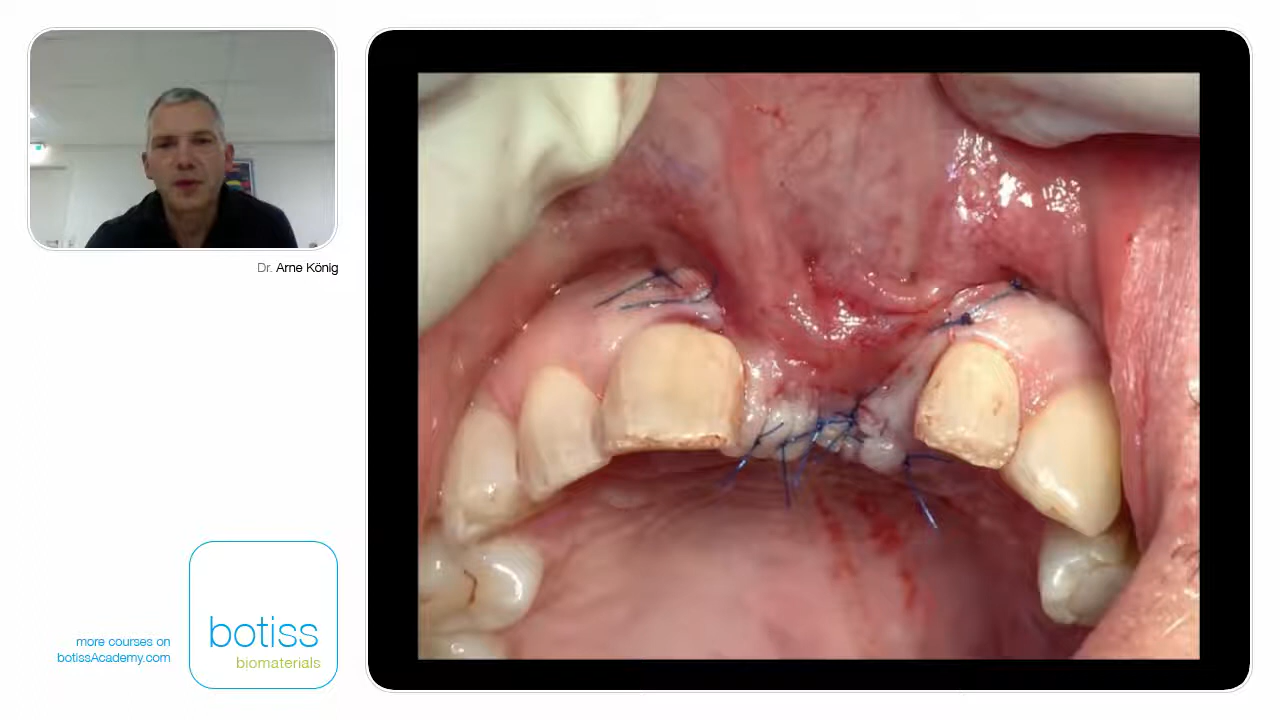 Dr. Arne König
more courses on
botissAcademy.com
botiss
biomaterials